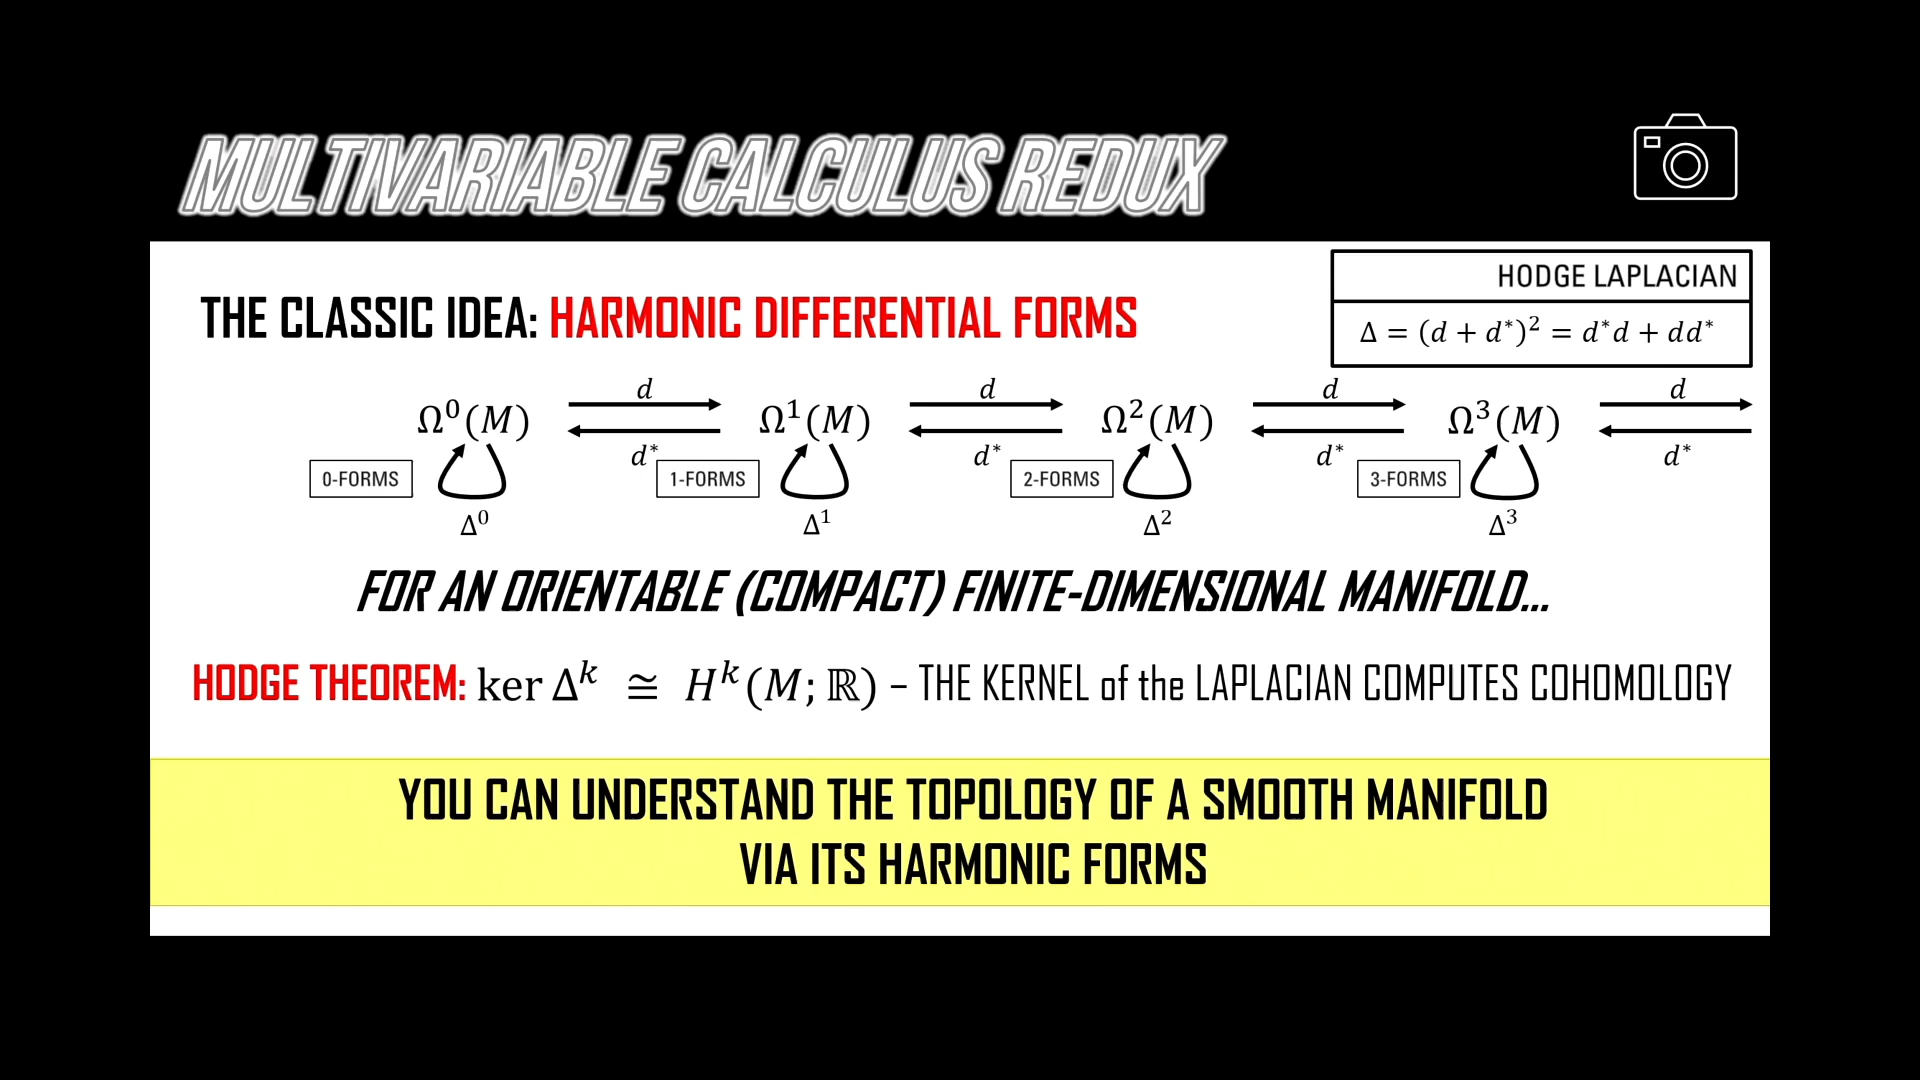 MULTIVARIABLE CALCULUS REDUX
HODGE LAPLACIAN
Δ = (d + d*)² = d*d + dd*
THE CLASSIC IDEA: HARMONIC DIFFERENTIAL FORMS
d d d d
Ω⁰(M) Ω¹(M) Ω²(M) Ω³(M)
d* d* d* d*
0-FORMS 1-FORMS 2-FORMS 3-FORMS
Δ⁰ Δ¹ Δ² Δ³
FOR AN ORIENTABLE (COMPACT) FINITE-DIMENSIONAL MANIFOLD...
HODGE THEOREM: ker Δᵏ ≅ Hᵏ(M; ℝ) – THE KERNEL of the LAPLACIAN COMPUTES COHOMOLOGY
YOU CAN UNDERSTAND THE TOPOLOGY OF A SMOOTH MANIFOLD
VIA ITS HARMONIC FORMS